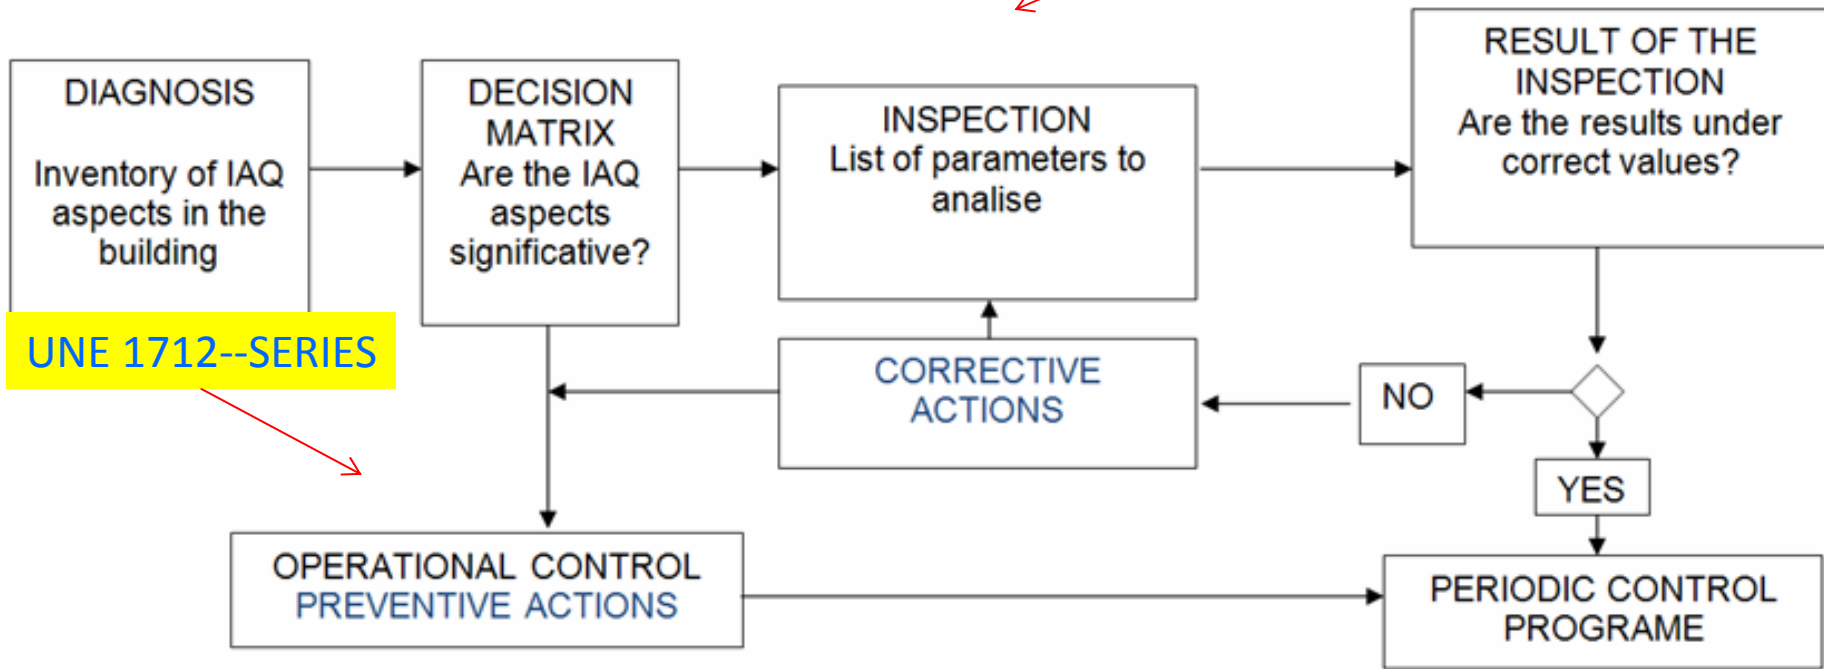 DIAGNOSIS
Inventory of IAQ
aspects in the
building
DECISION
MATRIX
Are the IAQ
aspects
significative?
INSPECTION
List of parameters to
analise
RESULT OF THE
INSPECTION
Are the results under
correct values?
UNE 1712--SERIES
CORRECTIVE
ACTIONS
NO
YES
OPERATIONAL CONTROL
PREVENTIVE ACTIONS
PERIODIC CONTROL
PROGRAME